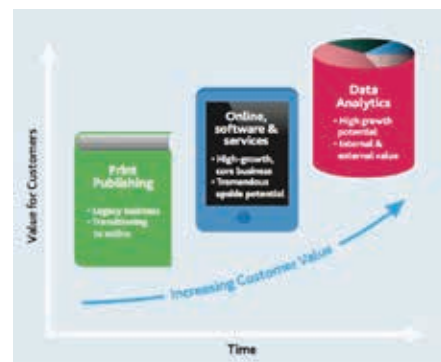 Value for Customers
Print
Publishing
• Legacy business
• Transitioning
to online
Online,
software &
services
• High-growth,
core business
• Tremendous
upside potential
Data
Analytics
• High growth
potential
• Internal &
external value
Increasing Customer Value
Time